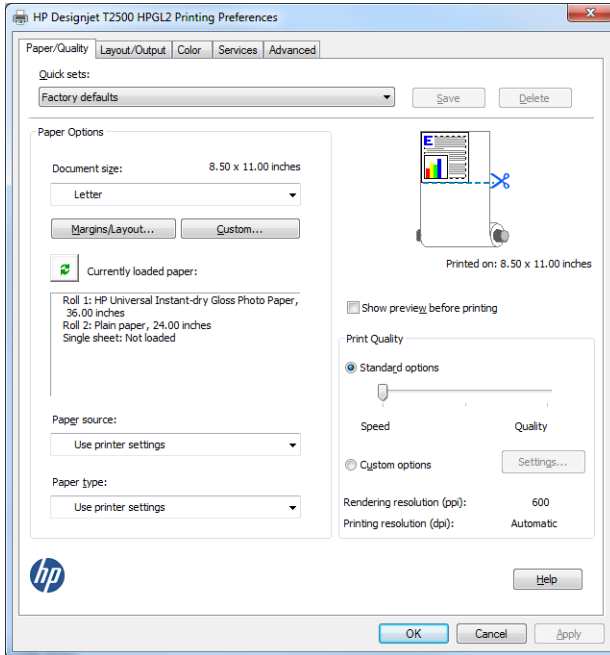 HP Designjet T2500 HPGL2 Printing Preferences
Paper/Quality Layout/Output Color Services Advanced
Quick sets:
Factory defaults
Save
Delete
Paper Options
Document size: 8.50 x 11.00 inches
Letter
Margins/Layout... Custom...
Currently loaded paper:
Roll 1: HP Universal Instant-dry Gloss Photo Paper,
36.00 inches
Roll 2: Plain paper, 24.00 inches
Single sheet: Not loaded
Paper source:
Use printer settings
Paper type:
Use printer settings
E
Printed on: 8.50 x 11.00 inches
Show preview before printing
Print Quality
Standard options
Speed Quality
Custom options Settings...
Rendering resolution (ppi): 600
Printing resolution (dpi): Automatic
hp
Help
OK Cancel Apply